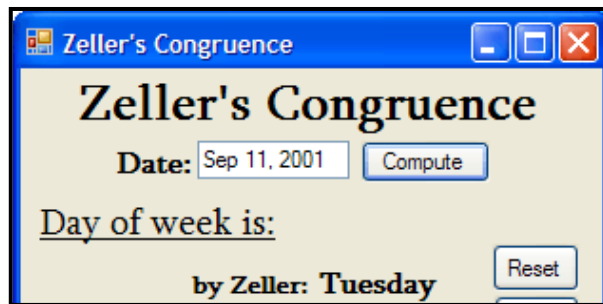 Zeller's Congruence
Zeller's Congruence
Date: Sep 11, 2001 Compute
Day of week is:
Reset
by Zeller: Tuesday